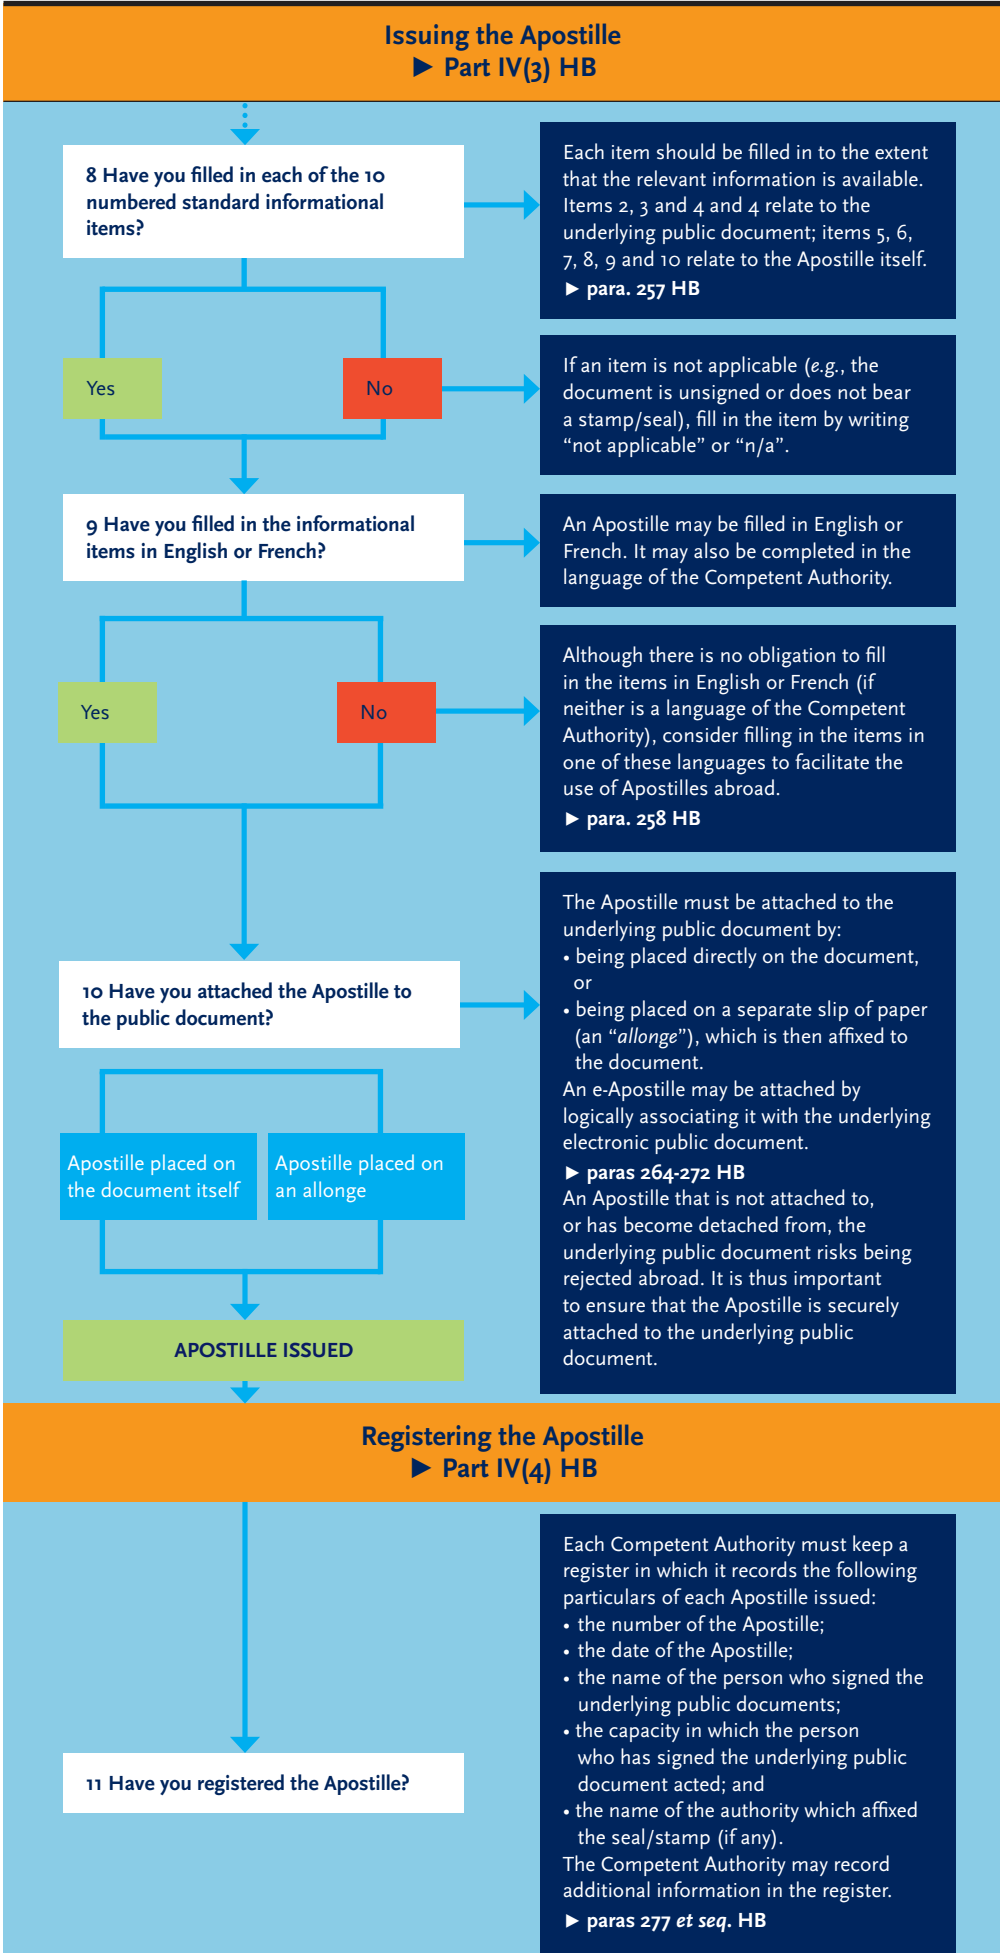 Issuing the Apostille
► Part IV(3) HB
8 Have you filled in each of the 10
numbered standard informational
items?
Each item should be filled in to the extent
that the relevant information is available.
Items 2, 3 and 4 and 4 relate to the
underlying public document; items 5, 6,
7, 8, 9 and 10 relate to the Apostille itself.
► para. 257 HB
Yes
No
If an item is not applicable (e.g., the
document is unsigned or does not bear
a stamp/seal), fill in the item by writing
“not applicable” or “n/a”.
9 Have you filled in the informational
items in English or French?
An Apostille may be filled in English or
French. It may also be completed in the
language of the Competent Authority.
Yes
No
Although there is no obligation to fill
in the items in English or French (if
neither is a language of the Competent
Authority), consider filling in the items in
one of these languages to facilitate the
use of Apostilles abroad.
► para. 258 HB
10 Have you attached the Apostille to
the public document?
The Apostille must be attached to the
underlying public document by:
• being placed directly on the document,
or
• being placed on a separate slip of paper
(an “allonge”), which is then affixed to
the document.
An e-Apostille may be attached by
logically associating it with the underlying
electronic public document.
► paras 264-272 HB
An Apostille that is not attached to,
or has become detached from, the
underlying public document risks being
rejected abroad. It is thus important
to ensure that the Apostille is securely
attached to the underlying public
document.
Apostille placed on
the document itself
Apostille placed on
an allonge
APOSTILLE ISSUED
Registering the Apostille
► Part IV(4) HB
Each Competent Authority must keep a
register in which it records the following
particulars of each Apostille issued:
• the number of the Apostille;
• the date of the Apostille;
• the name of the person who signed the
underlying public documents;
• the capacity in which the person
who has signed the underlying public
document acted; and
• the name of the authority which affixed
the seal/stamp (if any).
The Competent Authority may record
additional information in the register.
► paras 277 et seq. HB
11 Have you registered the Apostille?